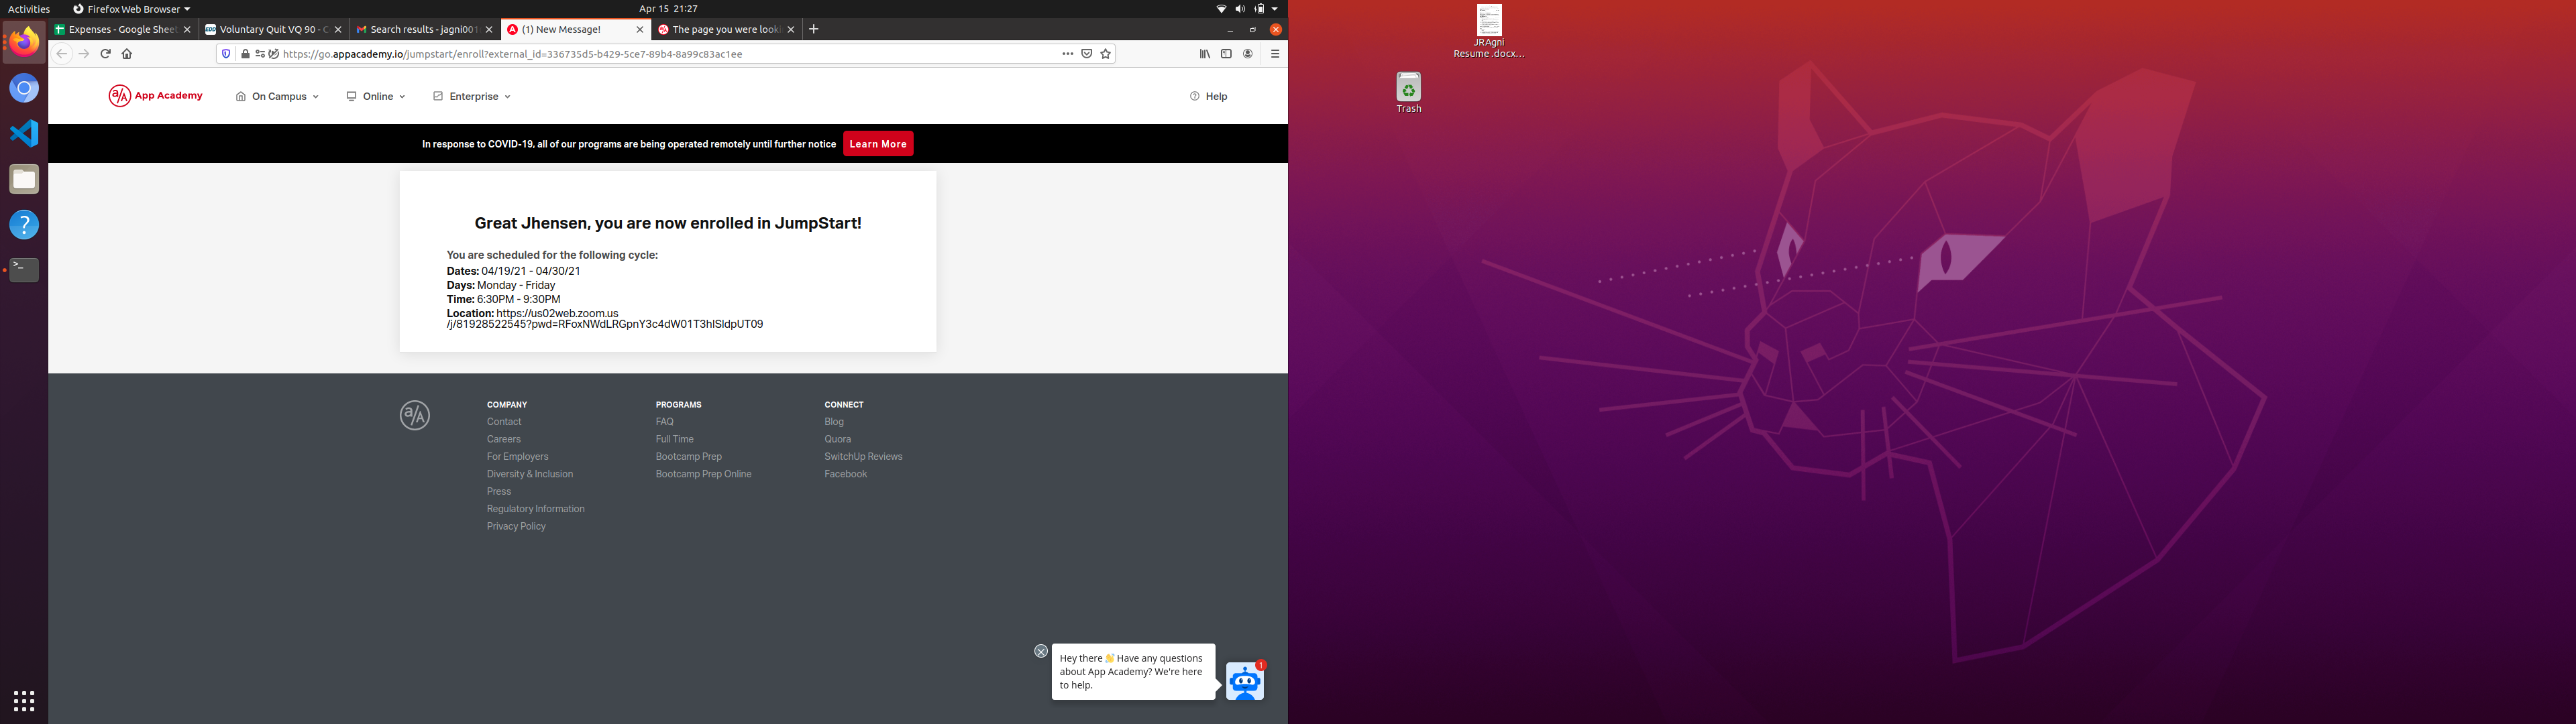 Activities
Firefox Web Browser
Apr 15 21:27
Expenses - Google Sheet
EDD Voluntary Quit VQ 90 - C
Search results - jagni001
(1) New Message!
The page you were look
https://go.appacademy.io/jumpstart/enroll?external_id=336735d5-b429-5ce7-89b4-8a99c83ac1ee
a/A App Academy
On Campus
Online
Enterprise
Help
In response to COVID-19, all of our programs are being operated remotely until further notice
Learn More
Great Jhensen, you are now enrolled in JumpStart!
You are scheduled for the following cycle:
Dates: 04/19/21 - 04/30/21
Days: Monday - Friday
Time: 6:30PM - 9:30PM
Location: https://us02web.zoom.us
/j/81928522545?pwd=RFoxNWdLRGpnY3c4dW01T3hlSldpUT09
a/A
COMPANY
Contact
Careers
For Employers
Diversity & Inclusion
Press
Regulatory Information
Privacy Policy
PROGRAMS
FAQ
Full Time
Bootcamp Prep
Bootcamp Prep Online
CONNECT
Blog
Quora
SwitchUp Reviews
Facebook
Hey there 👋 Have any questions
about App Academy? We're here
to help.
1
JRAgni
Resume .docx...
Trash